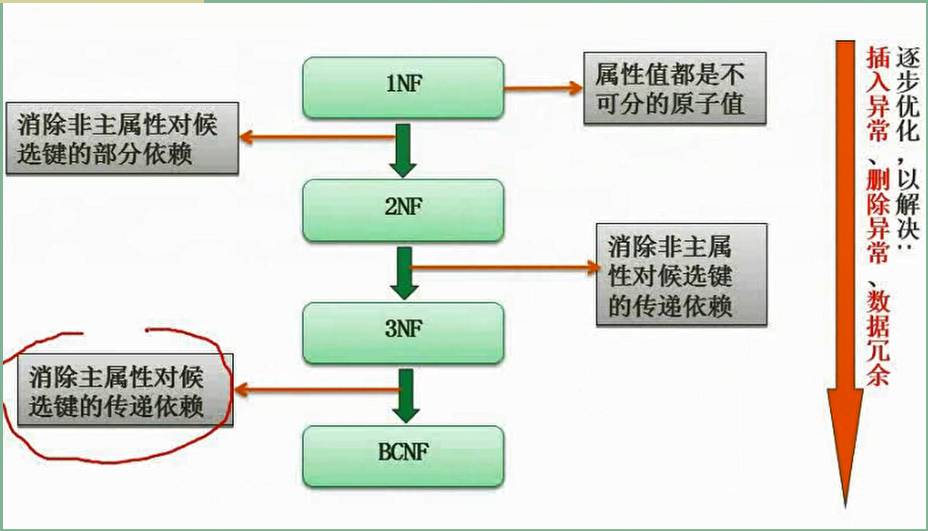 1NF
属性值都是不
可分的原子值
消除非主属性对候
选键的部分依赖
2NF
消除非主属
性对候选键
的传递依赖
3NF
消除主属性对候
选键的传递依赖
BCNF
逐步优化,以解决:
插入异常、删除异常、数据冗余